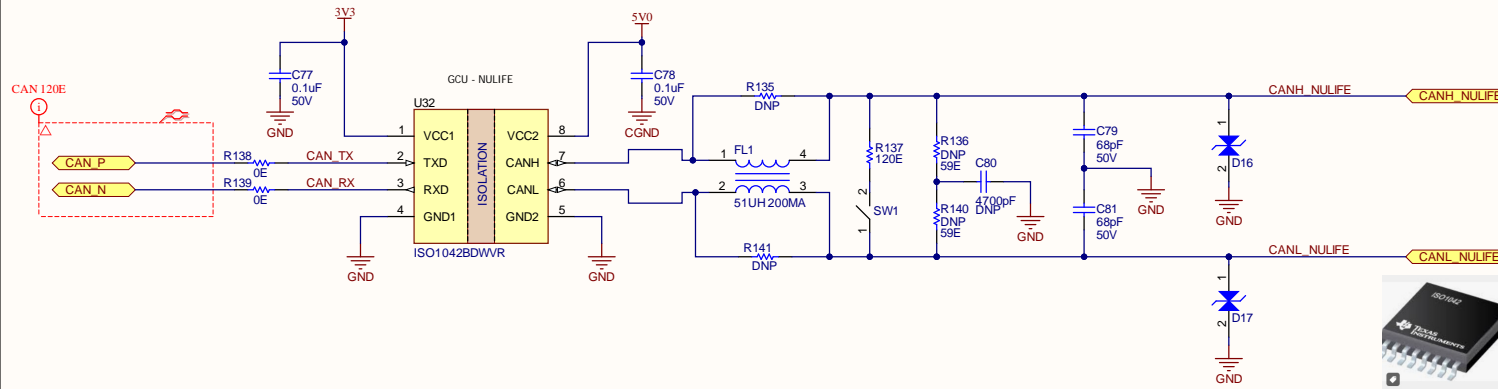 3V3
5V0
CAN 120E
i
C77
0.1uF
50V
GND
GCU - NULIFE
C78
0.1uF
50V
CGND
U32
1
VCC1
VCC2
8
CAN_P
R138
0E
CAN_TX
2
TXD
CANH
7
CAN_N
R139
0E
CAN_RX
3
RXD
CANL
6
4
GND1
GND2
5
ISOLATION
ISO1042BDWVR
GND
GND
R135
DNP
1
FL1
4
2
3
51UH 200MA
R141
DNP
R137
120E
2
SW1
1
R136
DNP
59E
C80
4700pF
DNP
R140
DNP
59E
GND
C79
68pF
50V
C81
68pF
50V
GND
CANH_NULIFE
CANH_NULIFE
1
2
D16
GND
CANL_NULIFE
CANL_NULIFE
1
2
D17
GND
ISO1042
TEXAS
INSTRUMENTS